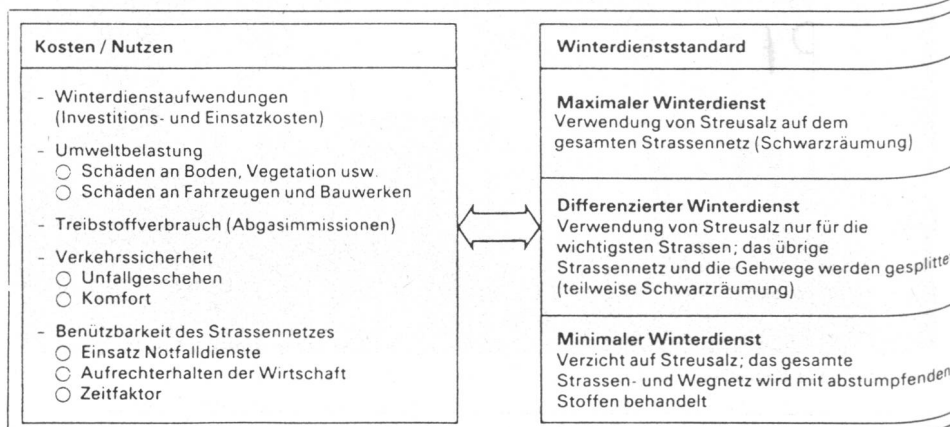 Kosten / Nutzen
- Winterdienstaufwendungen
(Investitions- und Einsatzkosten)
- Umweltbelastung
○ Schäden an Boden, Vegetation usw.
○ Schäden an Fahrzeugen und Bauwerken
- Treibstoffverbrauch (Abgasimmissionen)
- Verkehrssicherheit
○ Unfallgeschehen
○ Komfort
- Benützbarkeit des Strassennetzes
○ Einsatz Notfalldienste
○ Aufrechterhalten der Wirtschaft
○ Zeitfaktor
Winterdienststandard
Maximaler Winterdienst
Verwendung von Streusalz auf dem
gesamten Strassennetz (Schwarzräumung)
Differenzierter Winterdienst
Verwendung von Streusalz nur für die
wichtigsten Strassen; das übrige
Strassennetz und die Gehwege werden gesplitte
(teilweise Schwarzräumung)
Minimaler Winterdienst
Verzicht auf Streusalz; das gesamte
Strassen- und Wegnetz wird mit abstumpfenden
Stoffen behandelt